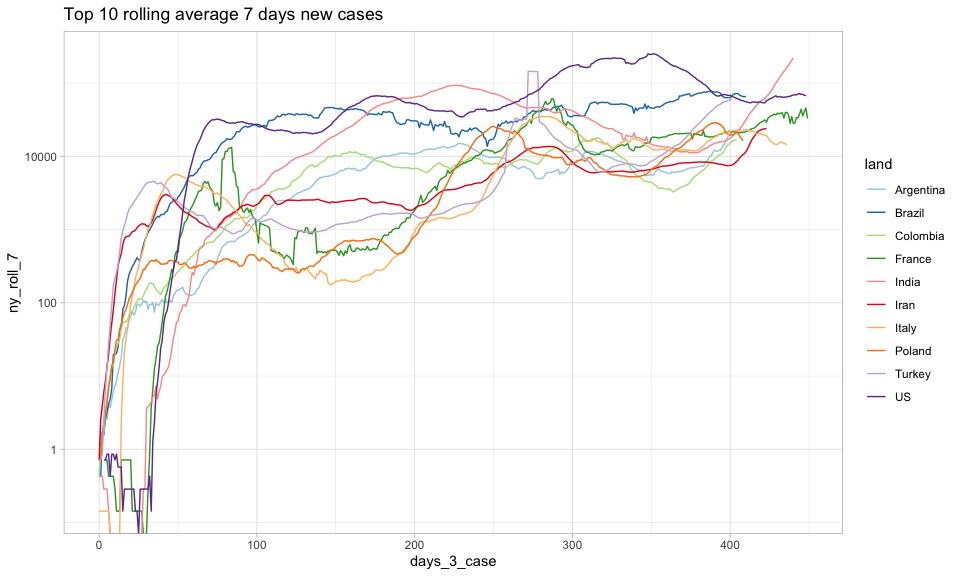 Top 10 rolling average 7 days new cases
ny_roll_7
10000
100
1
0 100 200 300 400
days_3_case
land
Argentina
Brazil
Colombia
France
India
Iran
Italy
Poland
Turkey
US